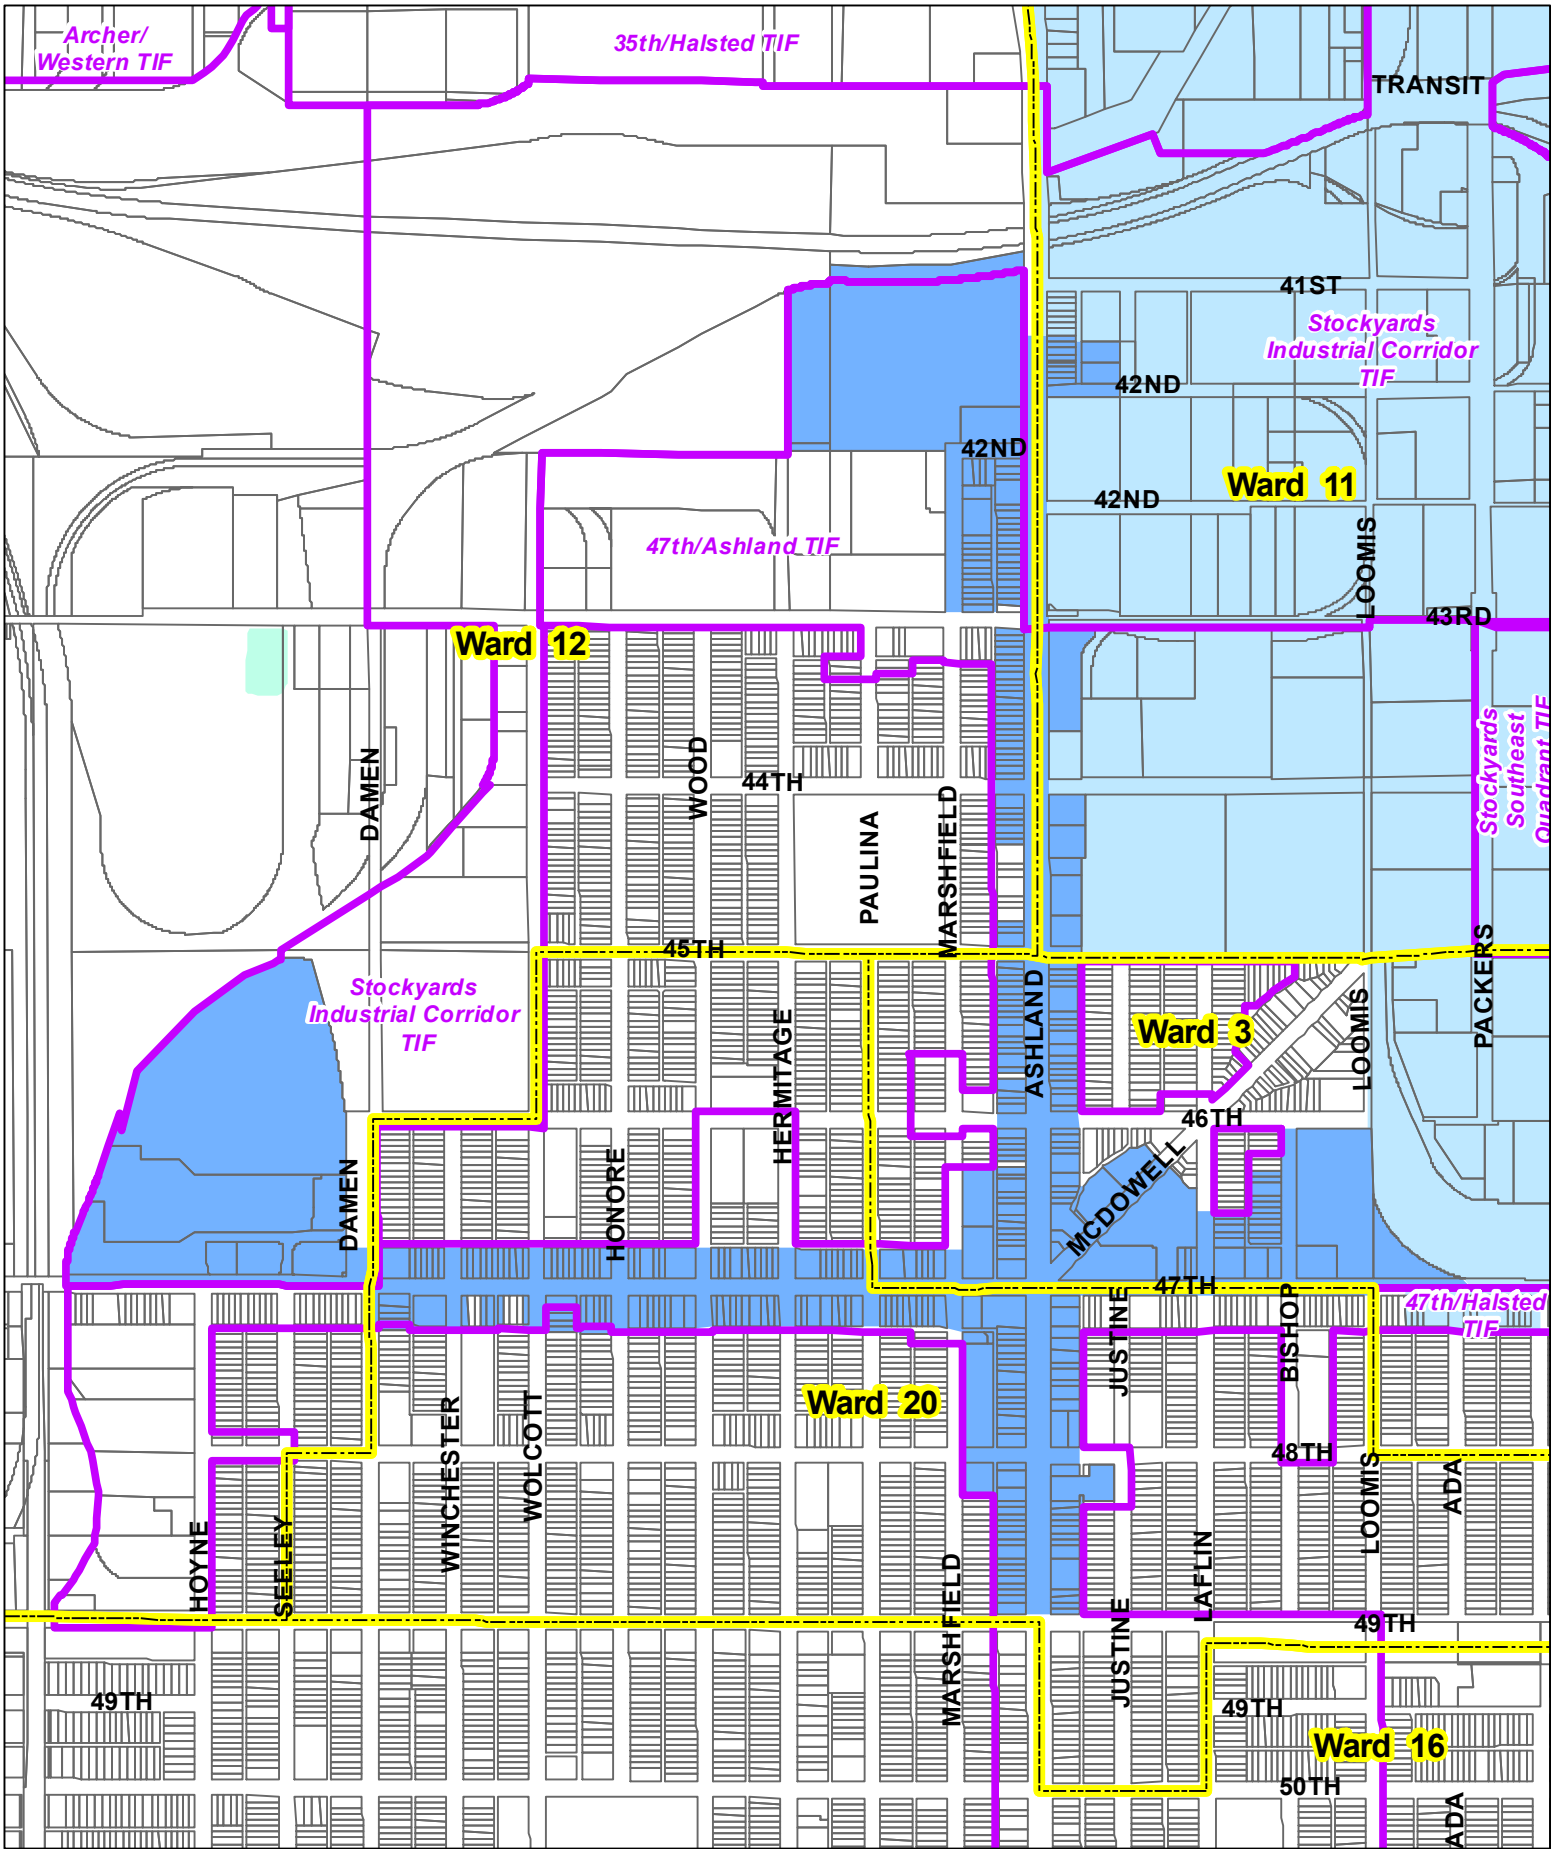 Archer/
Western TIF
35th/Halsted TIF
TRANSIT
41ST
Stockyards
Industrial Corridor
TIF
42ND
42ND
Ward 11
42ND
LOOMIS
47th/Ashland TIF
43RD
Ward 12
Stockyards
Southeast
Quadrant TIF
DAMEN
WOOD
44TH
PAULINA
MARSHFIELD
45TH
PACKERS
Stockyards
Industrial Corridor
TIF
HERMITAGE
ASHLAND
Ward 3
LOOMIS
46TH
DAMEN
HONORE
MCDOWELL
47TH
JUSTINE
BISHOP
47th/Halsted
TIF
Ward 20
WINCHESTER
WOLCOTT
48TH
LOOMIS
ADA
HOYNE
SEELEY
MARSHFIELD
LAFLIN
JUSTINE
49TH
49TH
49TH
Ward 16
50TH
ADA